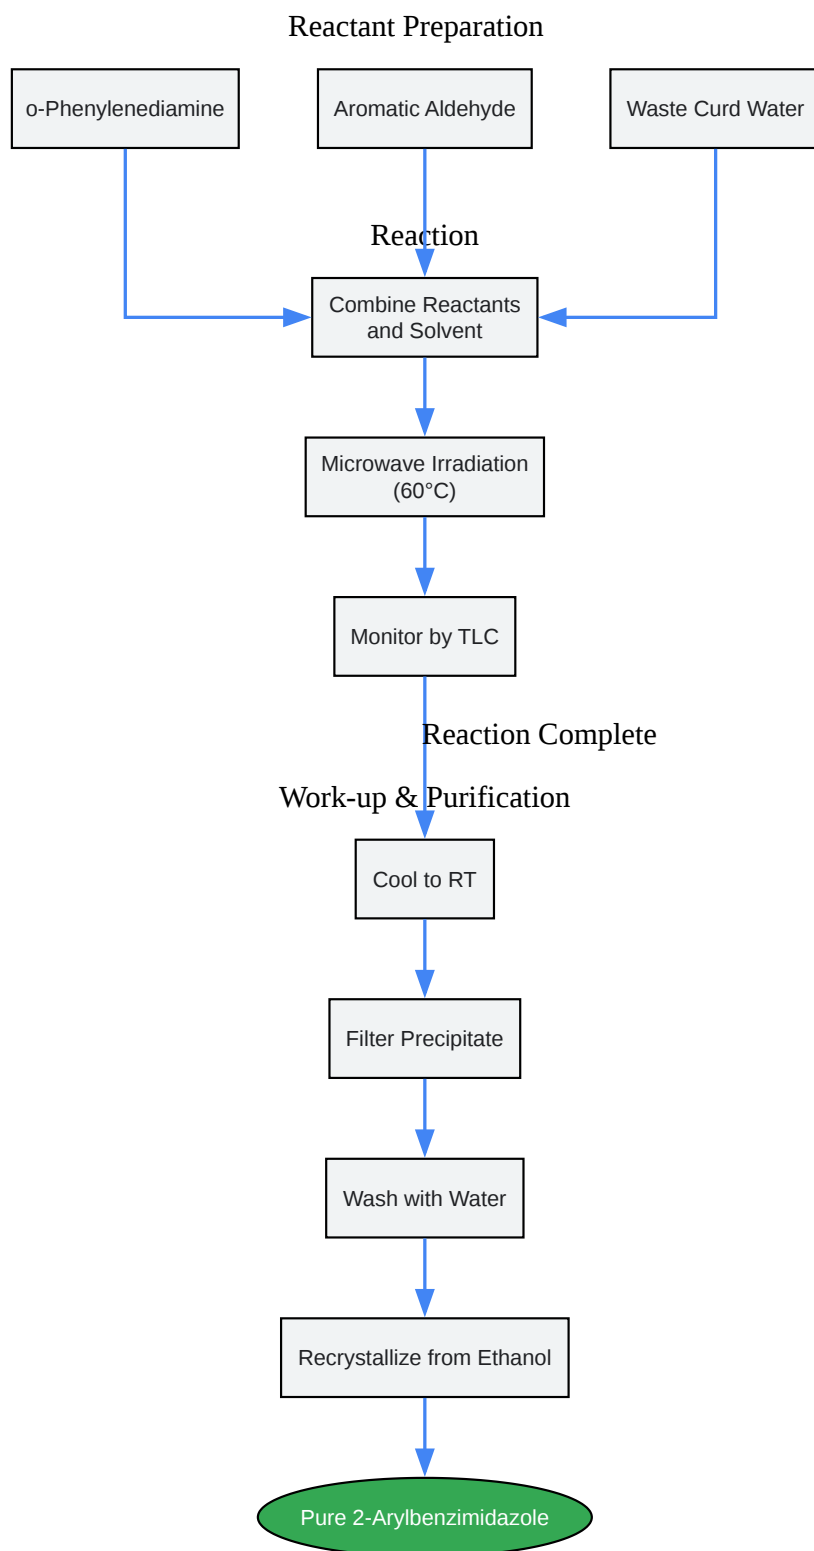 Reactant Preparation
o-Phenylenediamine
Aromatic Aldehyde
Waste Curd Water
Reaction
Combine Reactants
and Solvent
Microwave Irradiation
(60°C)
Monitor by TLC
Reaction Complete
Work-up & Purification
Cool to RT
Filter Precipitate
Wash with Water
Recrystallize from Ethanol
Pure 2-Arylbenzimidazole